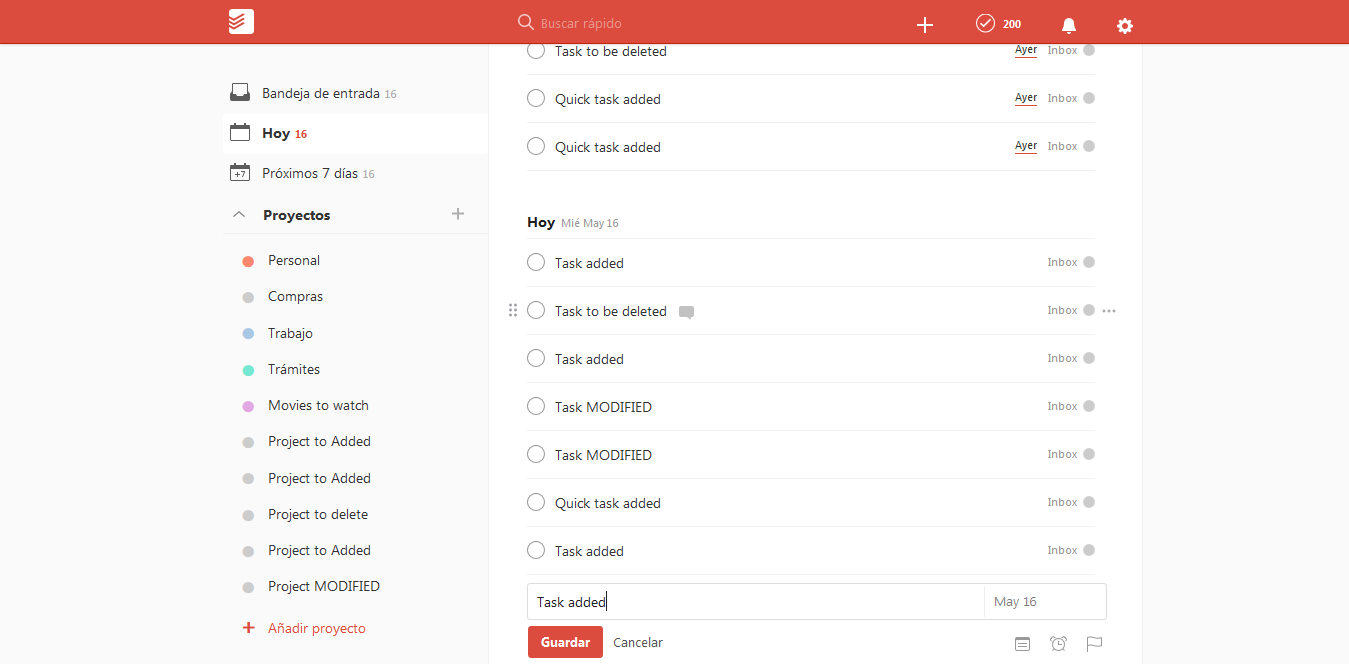 Buscar rápido
200
Bandeja de entrada 16
Hoy 16
+7
Próximos 7 días 16
Proyectos
Personal
Compras
Trabajo
Trámites
Movies to watch
Project to Added
Project to Added
Project to delete
Project to Added
Project MODIFIED
Añadir proyecto
Task to be deleted Ayer Inbox
Quick task added Ayer Inbox
Quick task added Ayer Inbox
Hoy Mié May 16
Task added Inbox
Task to be deleted Inbox
Task added Inbox
Task MODIFIED Inbox
Task MODIFIED Inbox
Quick task added Inbox
Task added Inbox
Task added May 16
Guardar Cancelar